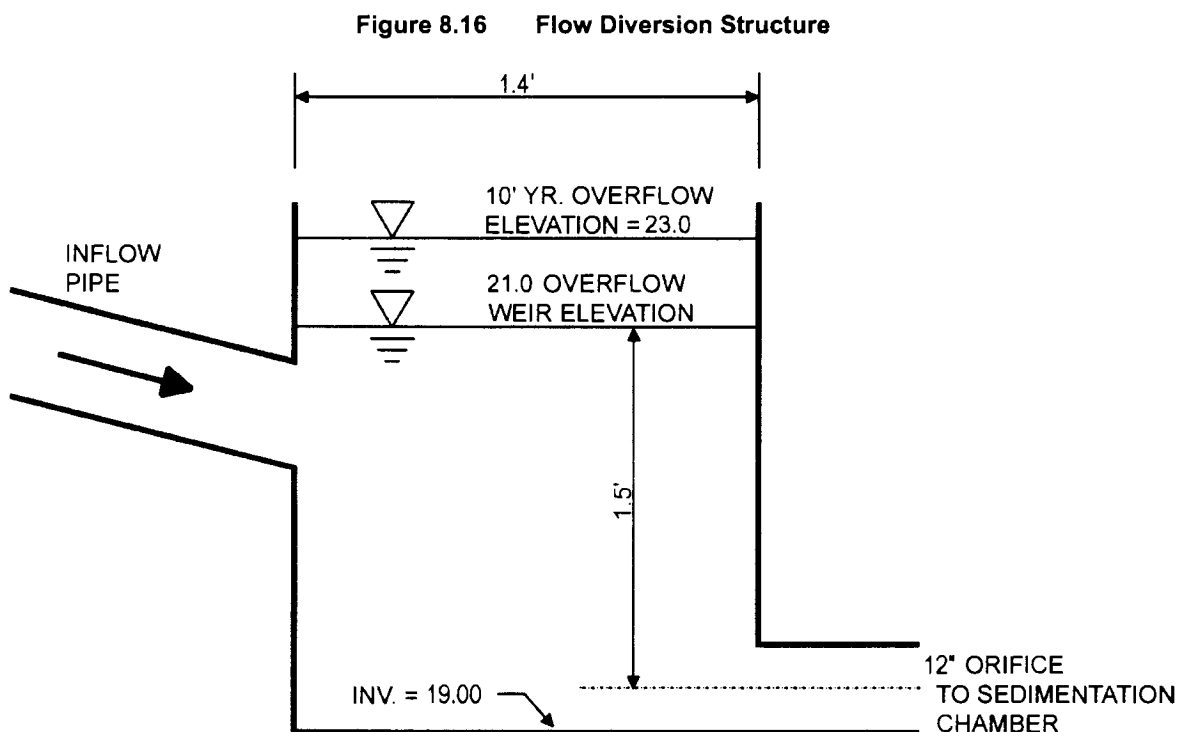 Figure 8.16 Flow Diversion Structure
1.4'
10' YR. OVERFLOW
ELEVATION = 23.0
INFLOW
PIPE
21.0 OVERFLOW
WEIR ELEVATION
1.5'
12" ORIFICE
TO SEDIMENTATION
CHAMBER
INV. = 19.00